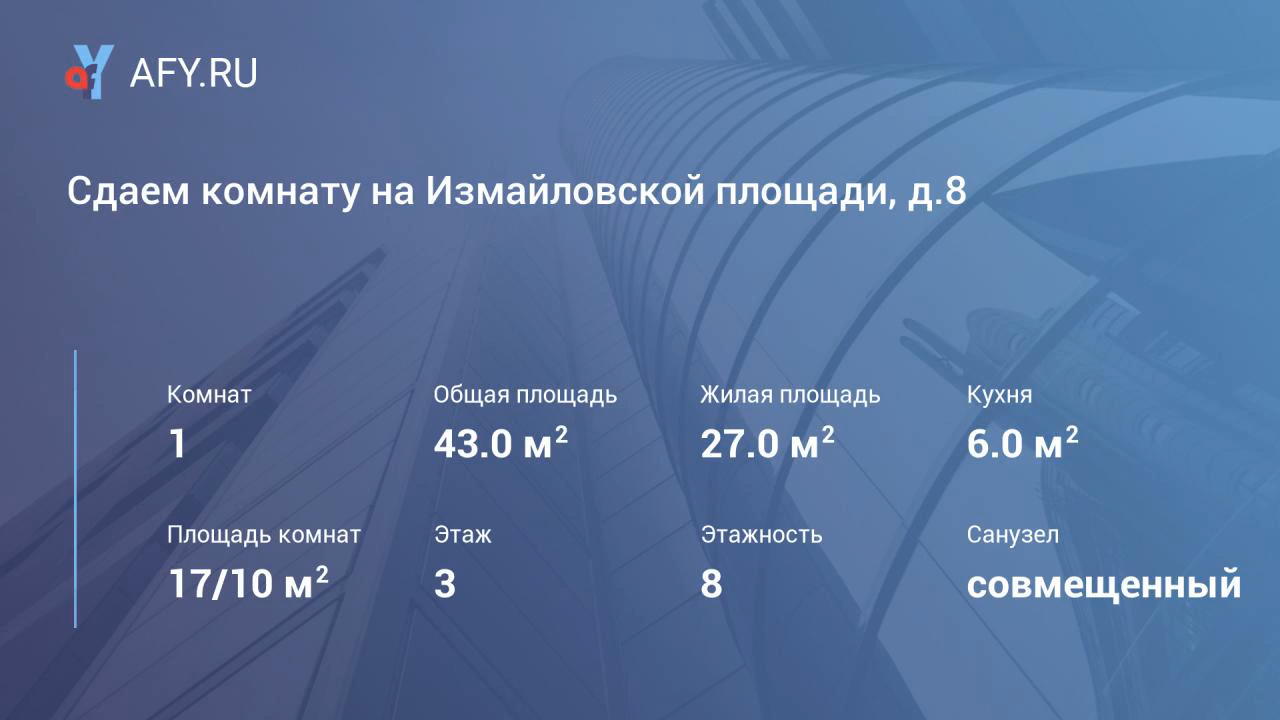 AFY.RU
Сдаем комнату на Измайловской площади, д.8
Комнат
1
Общая площадь
43.0 м²
Жилая площадь
27.0 м²
Кухня
6.0 м²
Площадь комнат
17/10 м²
Этаж
3
Этажность
8
Санузел
совмещенный